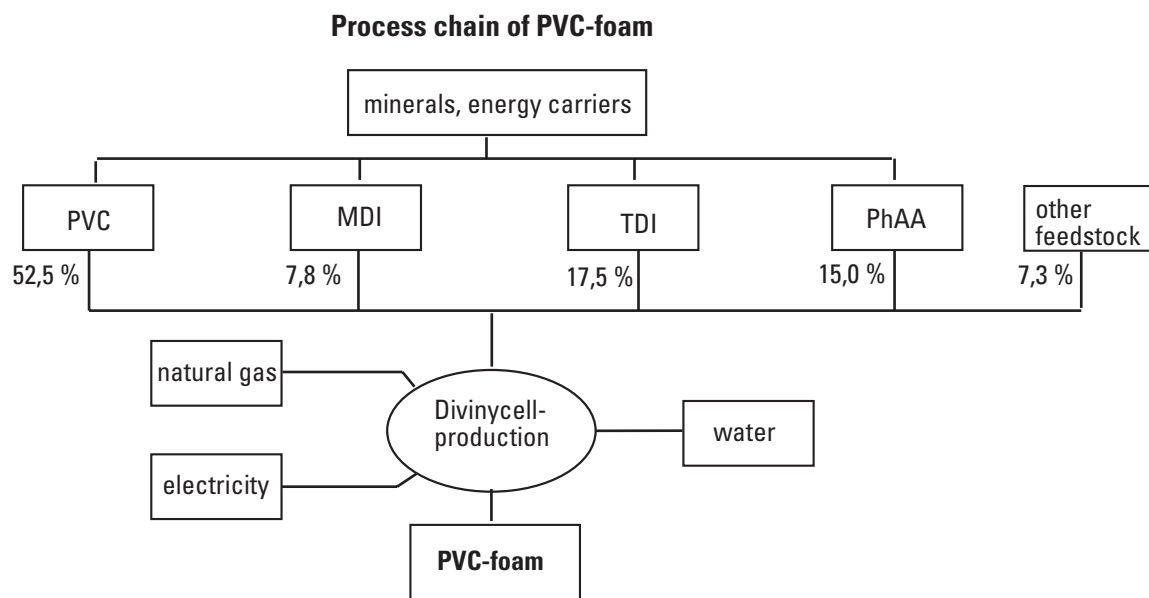 Process chain of PVC-foam
minerals, energy carriers
PVC
MDI
TDI
PhAA
other
feedstock
52,5 %
7,8 %
17,5 %
15,0 %
7,3 %
natural gas
Divinycell-
production
water
electricity
PVC-foam